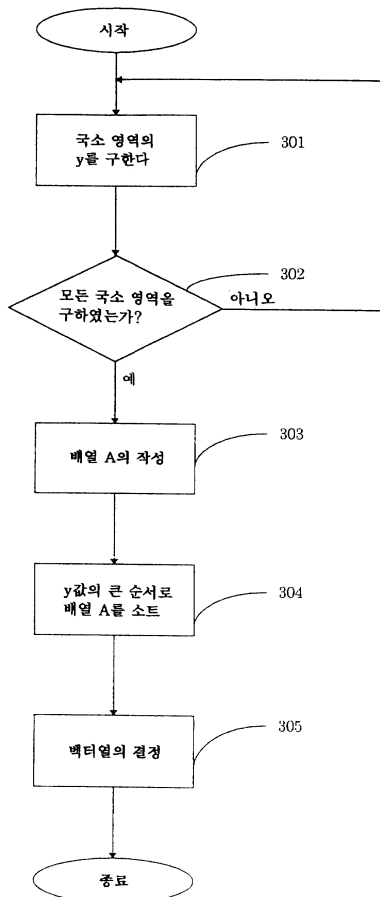 시작
국소 영역의
y를 구한다
301
302
모든 국소 영역을
구하였는가?
아니오
예
303
배열 A의 작성
y값의 큰 순서로
배열 A를 소트
304
305
벡터열의 결정
종료